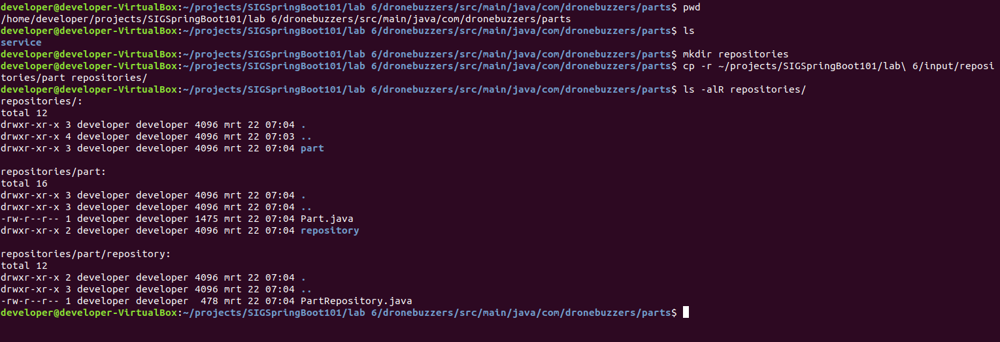 developer@developer-VirtualBox:~/projects/SIGSpringBoot101/lab 6/dronebuzzers/src/main/java/com/dronebuzzers/parts$ pwd
/home/developer/projects/SIGSpringBoot101/lab 6/dronebuzzers/src/main/java/com/dronebuzzers/parts
developer@developer-VirtualBox:~/projects/SIGSpringBoot101/lab 6/dronebuzzers/src/main/java/com/dronebuzzers/parts$ ls
service
developer@developer-VirtualBox:~/projects/SIGSpringBoot101/lab 6/dronebuzzers/src/main/java/com/dronebuzzers/parts$ mkdir repositories
developer@developer-VirtualBox:~/projects/SIGSpringBoot101/lab 6/dronebuzzers/src/main/java/com/dronebuzzers/parts$ cp -r ~/projects/SIGSpringBoot101/lab\ 6/input/reposi
tories/part repositories/
developer@developer-VirtualBox:~/projects/SIGSpringBoot101/lab 6/dronebuzzers/src/main/java/com/dronebuzzers/parts$ ls -alR repositories/
repositories/:
total 12
drwxr-xr-x 3 developer developer 4096 mrt 22 07:04 .
drwxr-xr-x 4 developer developer 4096 mrt 22 07:03 ..
drwxr-xr-x 3 developer developer 4096 mrt 22 07:04 part

repositories/part:
total 16
drwxr-xr-x 3 developer developer 4096 mrt 22 07:04 .
drwxr-xr-x 3 developer developer 4096 mrt 22 07:04 ..
-rw-r--r-- 1 developer developer 1475 mrt 22 07:04 Part.java
drwxr-xr-x 2 developer developer 4096 mrt 22 07:04 repository

repositories/part/repository:
total 12
drwxr-xr-x 2 developer developer 4096 mrt 22 07:04 .
drwxr-xr-x 3 developer developer 4096 mrt 22 07:04 ..
-rw-r--r-- 1 developer developer  478 mrt 22 07:04 PartRepository.java
developer@developer-VirtualBox:~/projects/SIGSpringBoot101/lab 6/dronebuzzers/src/main/java/com/dronebuzzers/parts$